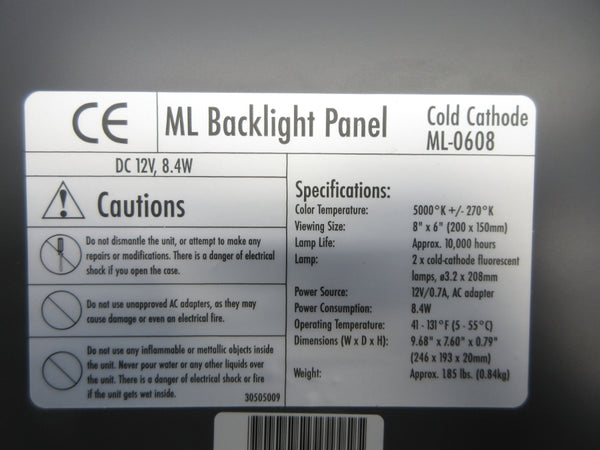 CE ML Backlight Panel Cold Cathode
ML-0608
DC 12V, 8.4W
Cautions
Do not dismantle the unit, or attempt to make any
repairs or modifications. There is a danger of electrical
shock if you open the case.
Do not use unapproved AC adapters, as they may
cause damage or even an electrical fire.
Do not use any inflammable or mettallic objects inside
the unit. Never pour water or any other liquids over
the unit. There is a danger of electrical shock or fire
if the unit gets wet inside.
30505009
Specifications:
Color Temperature: 5000°K +/- 270°K
Viewing Size: 8" x 6" (200 x 150mm)
Lamp Life: Approx. 10,000 hours
Lamp: 2 x cold-cathode fluorescent
lamps, ø3.2 x 208mm
Power Source: 12V/0.7A, AC adapter
Power Consumption: 8.4W
Operating Temperature: 41 - 131°F (5 - 55°C)
Dimensions (W x D x H): 9.68" x 7.60" x 0.79"
(246 x 193 x 20mm)
Weight: Approx. 1.85 lbs. (0.84kg)